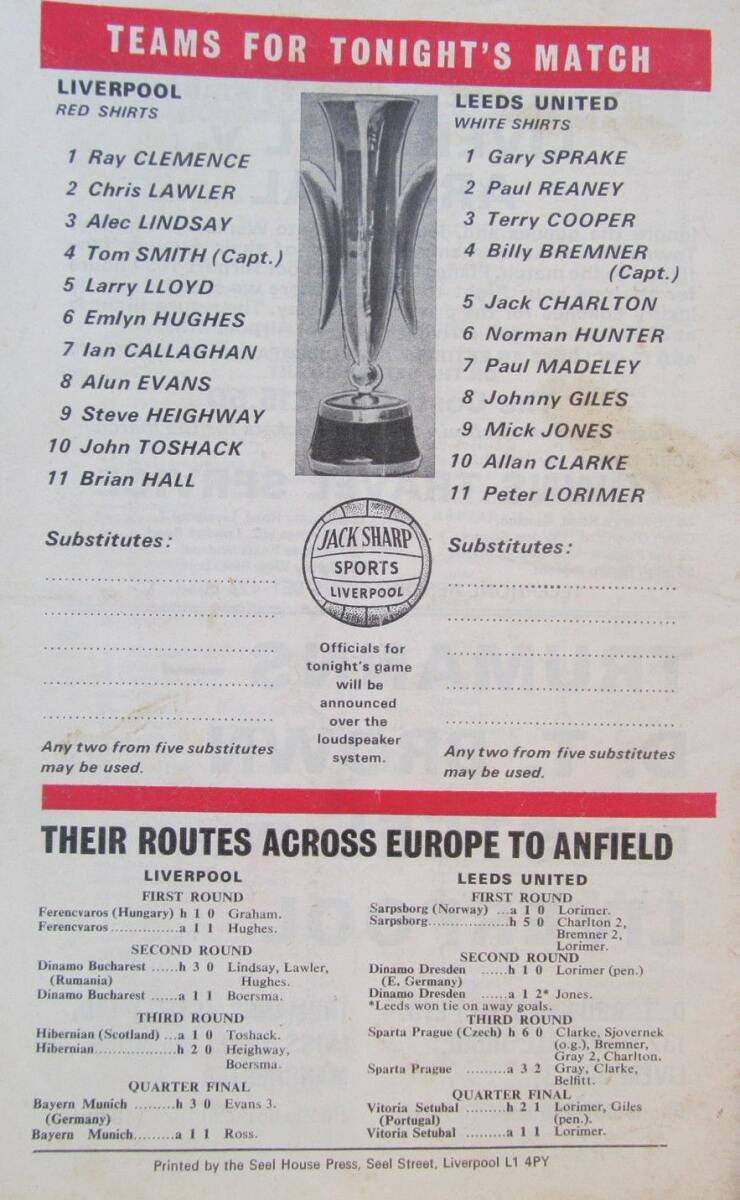 TEAMS FOR TONIGHT'S MATCH
LIVERPOOL
RED SHIRTS
1 Ray CLEMENCE
2 Chris LAWLER
3 Alec LINDSAY
4 Tom SMITH (Capt.)
5 Larry LLOYD
6 Emlyn HUGHES
7 Ian CALLAGHAN
8 Alun EVANS
9 Steve HEIGHWAY
10 John TOSHACK
11 Brian HALL
Substitutes:
Any two from five substitutes
may be used.
JACK SHARP
SPORTS
LIVERPOOL
Officials for
tonight's game
will be
announced
over the
loudspeaker
system.
LEEDS UNITED
WHITE SHIRTS
1 Gary SPRAKE
2 Paul REANEY
3 Terry COOPER
4 Billy BREMNER
(Capt.)
5 Jack CHARLTON
6 Norman HUNTER
7 Paul MADELEY
8 Johnny GILES
9 Mick JONES
10 Allan CLARKE
11 Peter LORIMER
Substitutes:
Any two from five substitutes
may be used.
THEIR ROUTES ACROSS EUROPE TO ANFIELD
LIVERPOOL
FIRST ROUND
Ferencvaros (Hungary) h 1 0 Graham.
Ferencvaros...............a 1 1 Hughes.
SECOND ROUND
Dinamo Bucharest ......h 3 0 Lindsay, Lawler,
(Rumania) Hughes.
Dinamo Bucharest ......a 1 1 Boersma.
THIRD ROUND
Hibernian (Scotland) ...a 1 0 Toshack.
Hibernian...................h 2 0 Heighway,
Boersma.
QUARTER FINAL
Bayern Munich .........h 3 0 Evans 3.
(Germany)
Bayern Munich.........a 1 1 Ross.
LEEDS UNITED
FIRST ROUND
Sarpsborg (Norway) ...a 1 0 Lorimer.
Sarpsborg..................h 5 0 Charlton 2,
Bremner 2,
Lorimer.
SECOND ROUND
Dinamo Dresden ......h 1 0 Lorimer (pen.)
(E. Germany)
Dinamo Dresden ......a 1 2* Jones.
*Leeds won tie on away goals.
THIRD ROUND
Sparta Prague (Czech) h 6 0 Clarke, Sjovernek
(o.g.), Bremner,
Gray 2, Charlton.
Sparta Prague .........a 3 2 Gray, Clarke,
Belfitt.
QUARTER FINAL
Vitoria Setubal .........h 2 1 Lorimer, Giles
(Portugal) (pen.).
Vitoria Setubal .........a 1 1 Lorimer.
Printed by the Seel House Press, Seel Street, Liverpool L1 4PY